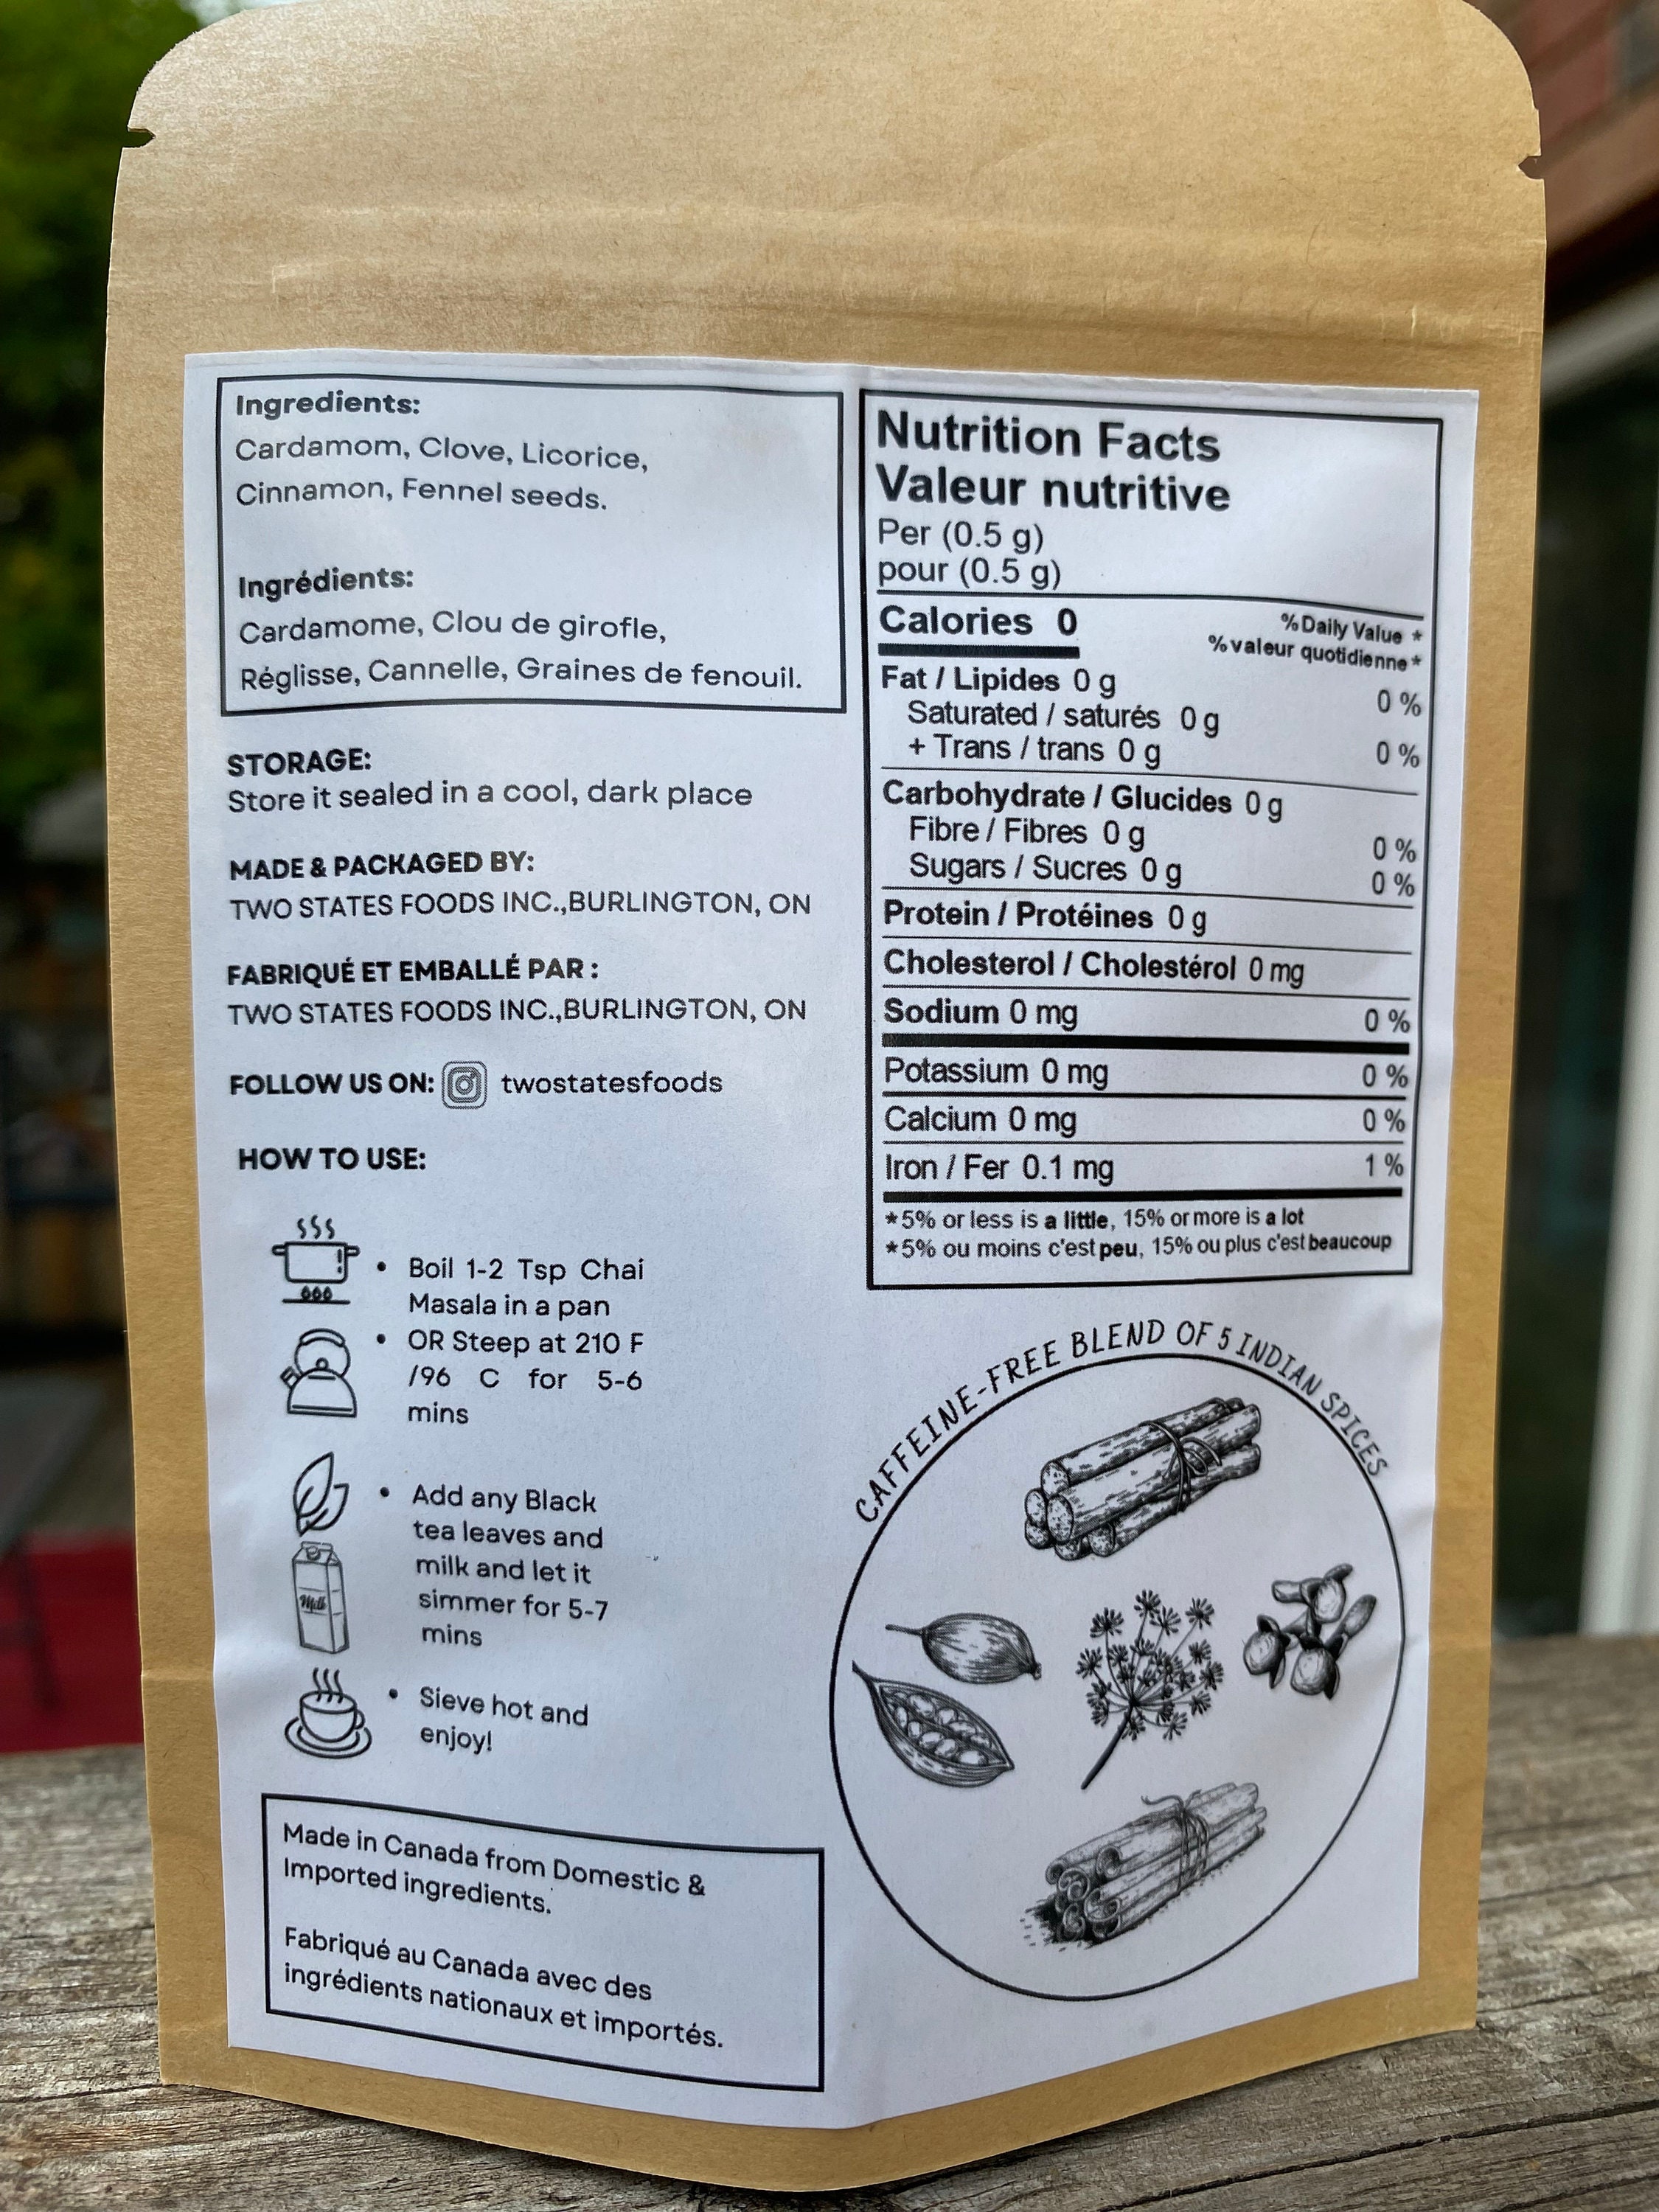 Ingredients:
Cardamom, Clove, Licorice,
Cinnamon, Fennel seeds.
Ingrédients:
Cardamome, Clou de girofle,
Réglisse, Cannelle, Graines de fenouil.
STORAGE:
Store it sealed in a cool, dark place
MADE & PACKAGED BY:
TWO STATES FOODS INC.,BURLINGTON, ON
FABRIQUÉ ET EMBALLÉ PAR :
TWO STATES FOODS INC.,BURLINGTON, ON
FOLLOW US ON: twostatesfoods
HOW TO USE:
• Boil 1-2 Tsp Chai
Masala in a pan
• OR Steep at 210 F
/96 C for 5-6
mins
• Add any Black
tea leaves and
milk and let it
simmer for 5-7
mins
Milk
• Sieve hot and
enjoy!
Made in Canada from Domestic &
Imported ingredients.
Fabriqué au Canada avec des
ingrédients nationaux et importés.
Nutrition Facts
Valeur nutritive
Per (0.5 g)
pour (0.5 g)
Calories 0
% Daily Value *
% valeur quotidienne *
Fat / Lipides 0 g 0 %
Saturated / saturés 0 g
+ Trans / trans 0 g 0 %
Carbohydrate / Glucides 0 g
Fibre / Fibres 0 g 0 %
Sugars / Sucres 0 g 0 %
Protein / Protéines 0 g
Cholesterol / Cholestérol 0 mg
Sodium 0 mg 0 %
Potassium 0 mg 0 %
Calcium 0 mg 0 %
Iron / Fer 0.1 mg 1 %
*5% or less is a little, 15% or more is a lot
*5% ou moins c'est peu, 15% ou plus c'est beaucoup
CAFFEINE-FREE BLEND OF 5 INDIAN SPICES